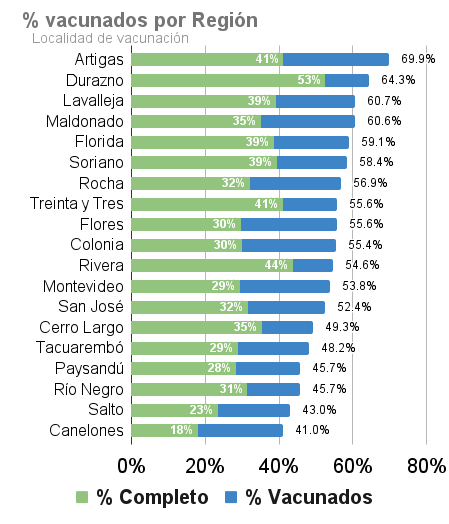 % vacunados por Región
Localidad de vacunación
Artigas 41% 69.9%
Durazno 53% 64.3%
Lavalleja 39% 60.7%
Maldonado 35% 60.6%
Florida 39% 59.1%
Soriano 39% 58.4%
Rocha 32% 56.9%
Treinta y Tres 41% 55.6%
Flores 30% 55.6%
Colonia 30% 55.4%
Rivera 44% 54.6%
Montevideo 29% 53.8%
San José 32% 52.4%
Cerro Largo 35% 49.3%
Tacuarembó 29% 48.2%
Paysandú 28% 45.7%
Río Negro 31% 45.7%
Salto 23% 43.0%
Canelones 18% 41.0%
0% 20% 40% 60% 80%
% Completo % Vacunados